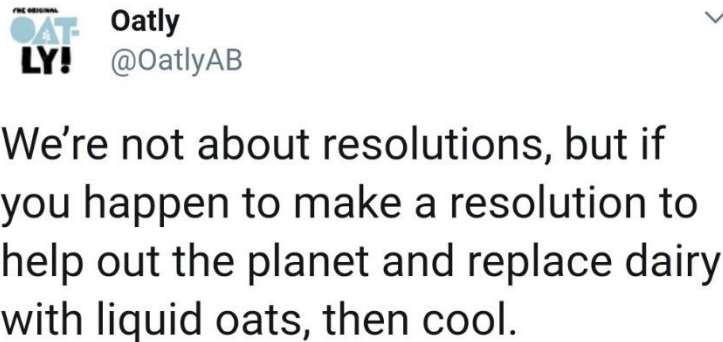 THE ORIGINAL
OAT-
LY!
Oatly
@OatlyAB
We're not about resolutions, but if
you happen to make a resolution to
help out the planet and replace dairy
with liquid oats, then cool.